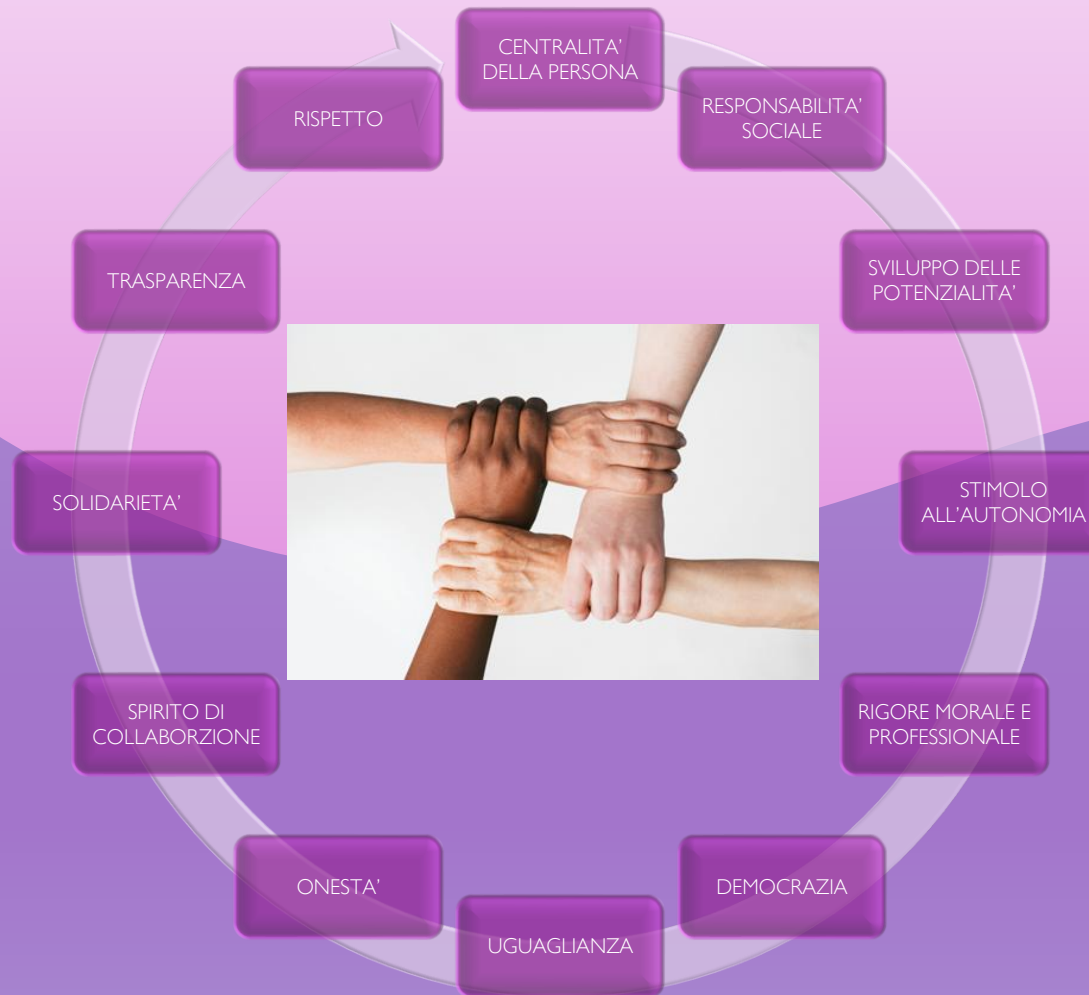 CENTRALITA'
DELLA PERSONA
RESPONSABILITA'
SOCIALE
SVILUPPO DELLE
POTENZIALITA'
STIMOLO
ALL'AUTONOMIA
RIGORE MORALE E
PROFESSIONALE
DEMOCRAZIA
UGUAGLIANZA
ONESTA'
SPIRITO DI
COLLABORZIONE
SOLIDARIETA'
TRASPARENZA
RISPETTO